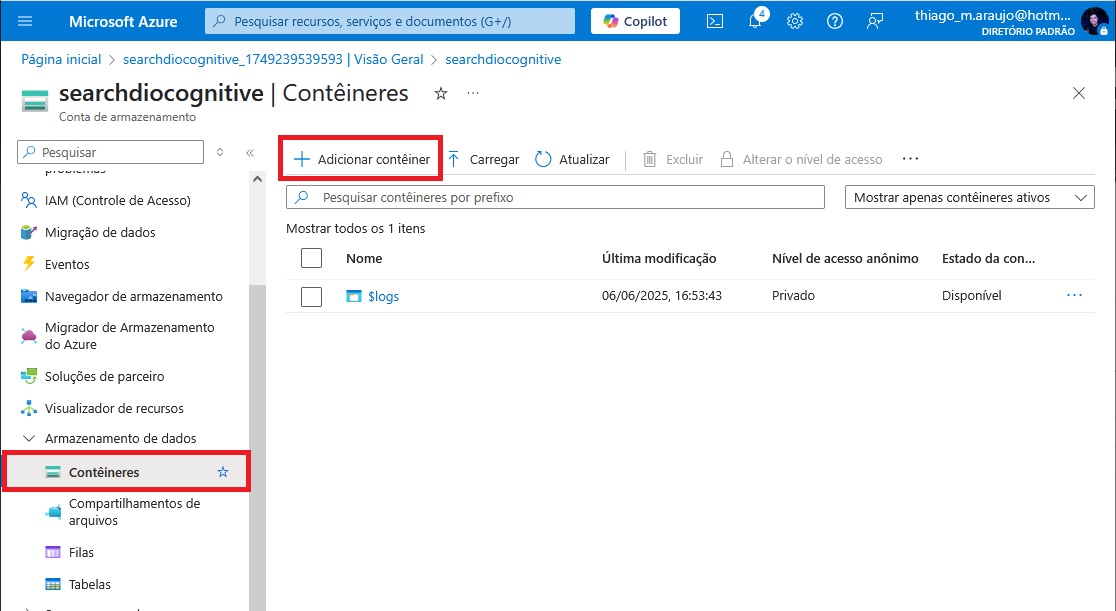 Microsoft Azure
Pesquisar recursos, serviços e documentos (G+/)
Copilot
4
thiago_m.araujo@hotm...
DIRETÓRIO PADRÃO
Página inicial > searchdiocognitive_1749239539593 | Visão Geral > searchdiocognitive
searchdiocognitive | Contêineres
Conta de armazenamento
Pesquisar
Adicionar contêiner
Carregar
Atualizar
Excluir
Alterar o nível de acesso
problemas
IAM (Controle de Acesso)
Migração de dados
Eventos
Navegador de armazenamento
Migrador de Armazenamento
do Azure
Soluções de parceiro
Visualizador de recursos
Armazenamento de dados
Contêineres
Compartilhamentos de
arquivos
Filas
Tabelas
Pesquisar contêineres por prefixo
Mostrar apenas contêineres ativos
Mostrar todos os 1 itens
Nome Última modificação Nível de acesso anônimo Estado da con...
$logs 06/06/2025, 16:53:43 Privado Disponível